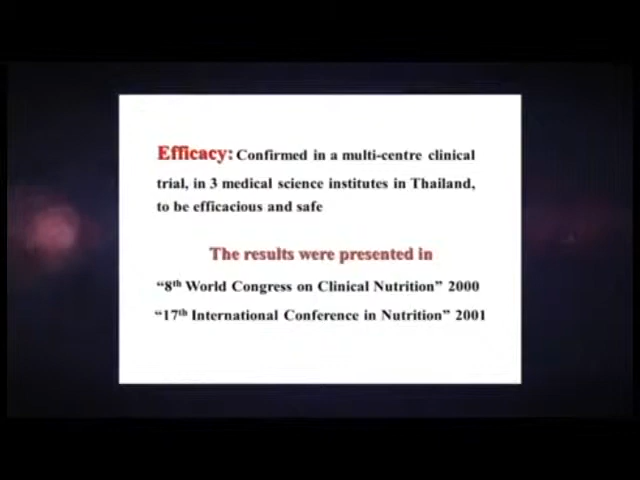 Efficacy: Confirmed in a multi-centre clinical
trial, in 3 medical science institutes in Thailand,
to be efficacious and safe
The results were presented in
“8th World Congress on Clinical Nutrition” 2000
“17th International Conference in Nutrition” 2001